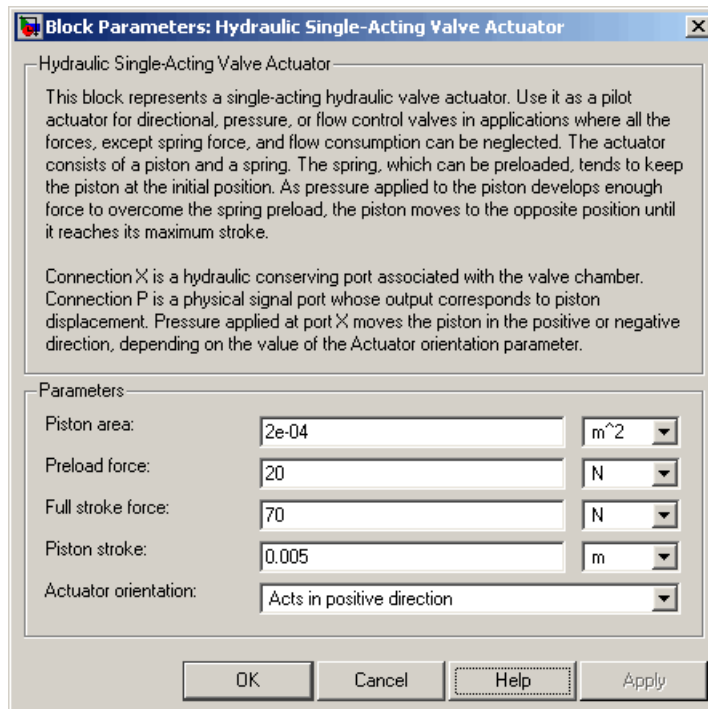 Block Parameters: Hydraulic Single-Acting Valve Actuator
Hydraulic Single-Acting Valve Actuator
This block represents a single-acting hydraulic valve actuator. Use it as a pilot
actuator for directional, pressure, or flow control valves in applications where all the
forces, except spring force, and flow consumption can be neglected. The actuator
consists of a piston and a spring. The spring, which can be preloaded, tends to keep
the piston at the initial position. As pressure applied to the piston develops enough
force to overcome the spring preload, the piston moves to the opposite position until
it reaches its maximum stroke.
Connection X is a hydraulic conserving port associated with the valve chamber.
Connection P is a physical signal port whose output corresponds to piston
displacement. Pressure applied at port X moves the piston in the positive or negative
direction, depending on the value of the Actuator orientation parameter.
Parameters
Piston area: 2e-04 m^2
Preload force: 20 N
Full stroke force: 70 N
Piston stroke: 0.005 m
Actuator orientation: Acts in positive direction
OK Cancel Help Apply